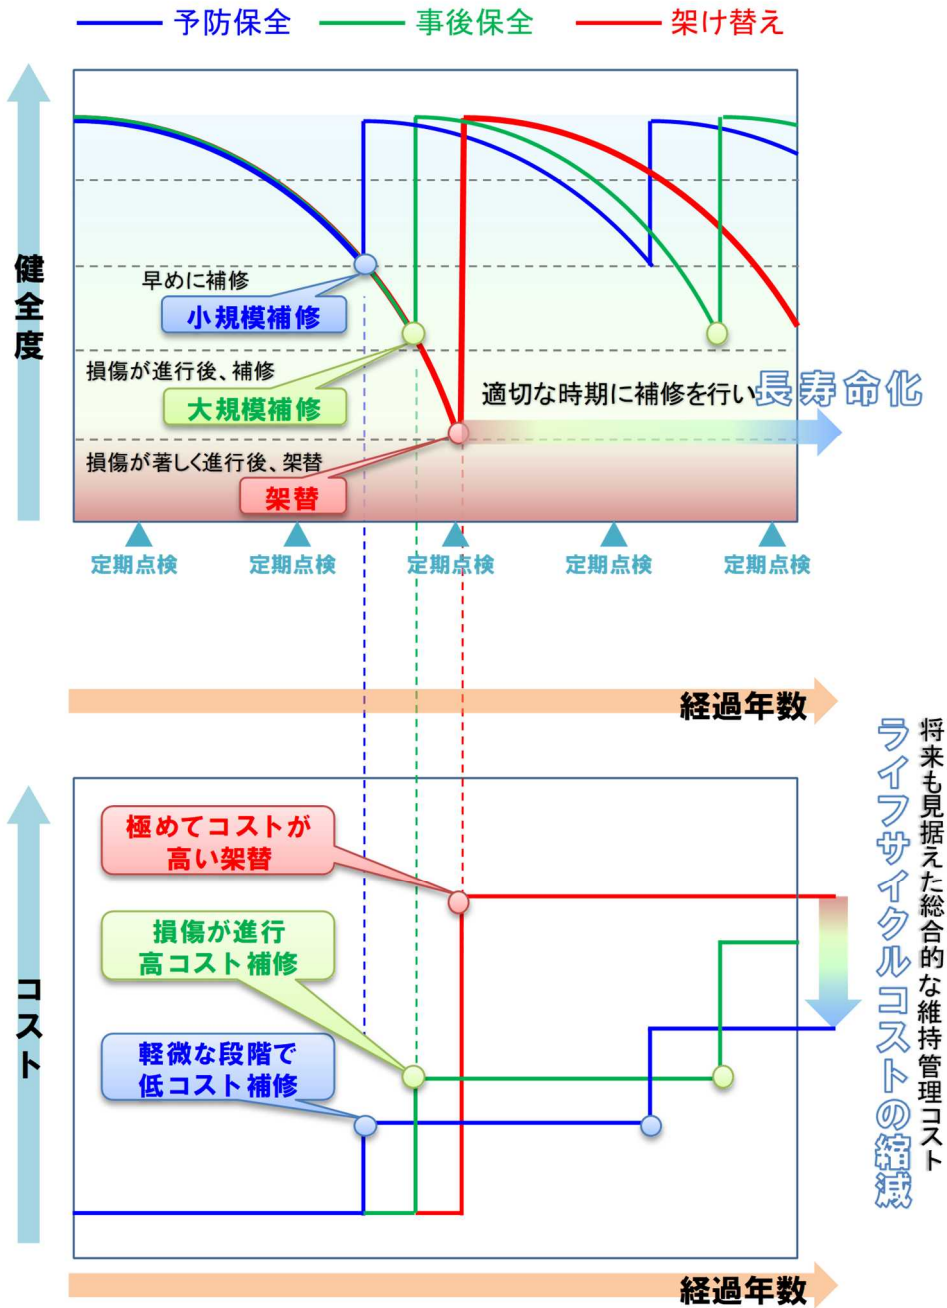 予防保全
事後保全
架け替え
健全度
早めに補修
小規模補修
損傷が進行後、補修
大規模補修
適切な時期に補修を行い長寿命化
損傷が著しく進行後、架替
架替
定期点検
定期点検
定期点検
定期点検
定期点検
経過年数
コスト
極めてコストが
高い架替
損傷が進行
高コスト補修
軽微な段階で
低コスト補修
将来も見据えた総合的な維持管理コスト
ライフサイクルコストの縮減
経過年数